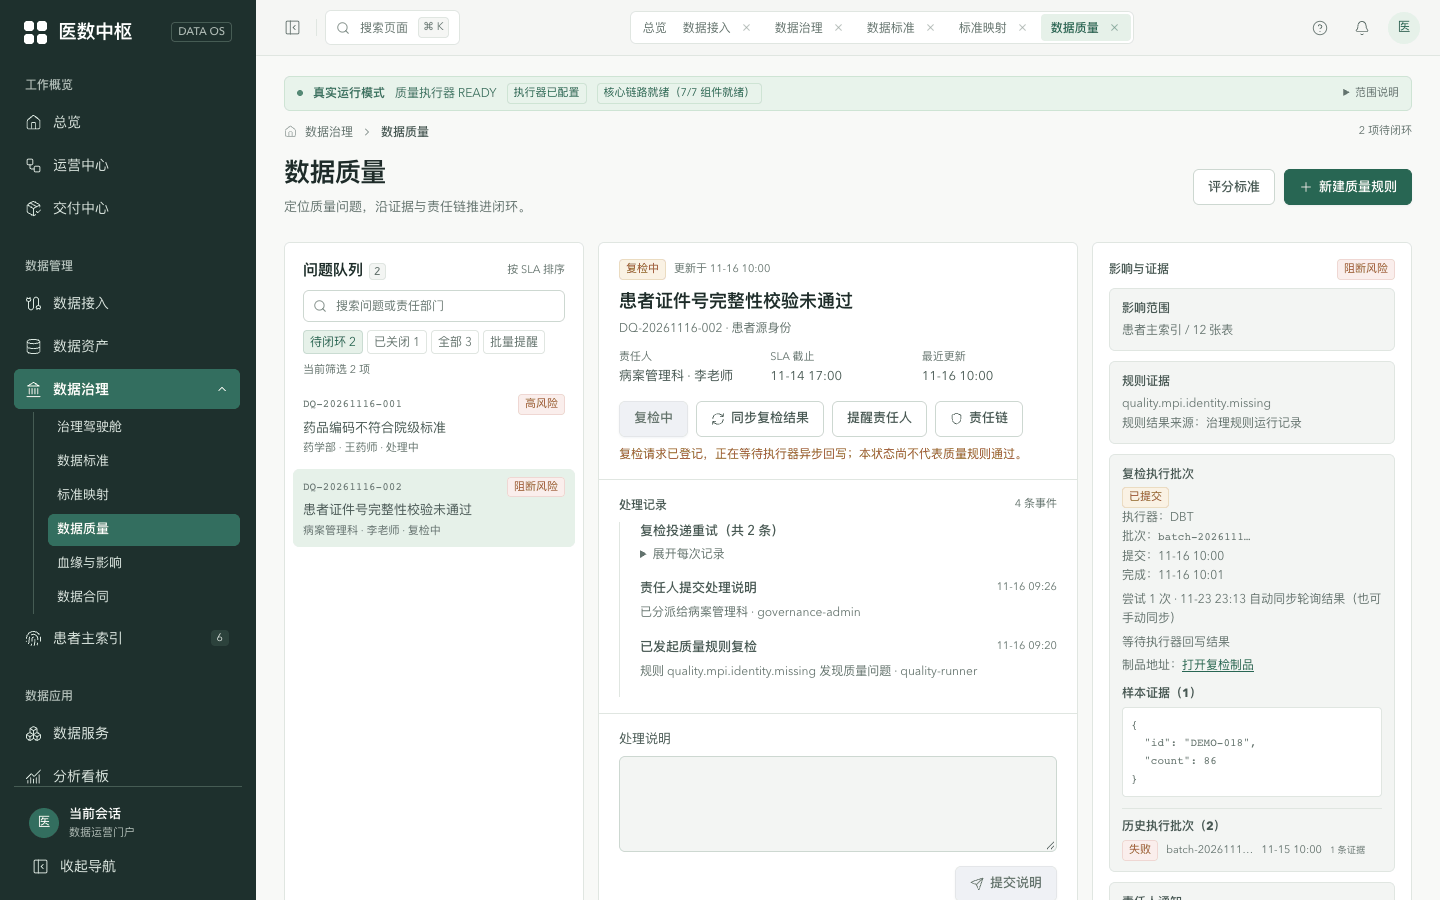 医数中枢
DATA OS
工作概览
总览
运营中心
交付中心
数据管理
数据接入
数据资产
数据治理
治理驾驶舱
数据标准
标准映射
数据质量
血缘与影响
数据合同
患者主索引
6
数据应用
数据服务
分析看板
医
当前会话
数据运营门户
收起导航
搜索页面
⌘ K
总览
数据接入 ×
数据治理 ×
数据标准 ×
标准映射 ×
数据质量 ×
医
真实运行模式 质量执行器 READY 执行器已配置 核心链路就绪（7/7 组件就绪）
▶ 范围说明
数据治理 > 数据质量
2 项待闭环
数据质量
定位质量问题，沿证据与责任链推进闭环。
评分标准
新建质量规则
问题队列 2
按 SLA 排序
搜索问题或责任部门
待闭环 2
已关闭 1
全部 3
批量提醒
当前筛选 2 项
DQ-20261116-001
高风险
药品编码不符合院级标准
药学部 · 王药师 · 处理中
DQ-20261116-002
阻断风险
患者证件号完整性校验未通过
病案管理科 · 李老师 · 复检中
复检中 更新于 11-16 10:00
患者证件号完整性校验未通过
DQ-20261116-002 · 患者源身份
责任人
病案管理科 · 李老师
SLA 截止
11-14 17:00
最近更新
11-16 10:00
复检中
同步复检结果
提醒责任人
责任链
复检请求已登记，正在等待执行器异步回写；本状态尚不代表质量规则通过。
处理记录
4 条事件
复检投递重试（共 2 条）
▶ 展开每次记录
责任人提交处理说明
11-16 09:26
已分派给病案管理科 · governance-admin
已发起质量规则复检
11-16 09:20
规则 quality.mpi.identity.missing 发现质量问题 · quality-runner
处理说明
提交说明
影响与证据
阻断风险
影响范围
患者主索引 / 12 张表
规则证据
quality.mpi.identity.missing
规则结果来源：治理规则运行记录
复检执行批次
已提交
执行器：DBT
批次：batch-2026111…
提交：11-16 10:00
完成：11-16 10:01
尝试 1 次 · 11-23 23:13 自动同步轮询结果（也可
手动同步）
等待执行器回写结果
制品地址：打开复检制品
样本证据（1）
{
"id": "DEMO-018",
"count": 86
}
历史执行批次（2）
失败 batch-2026111… 11-15 10:00 1 条证据
责任人通知